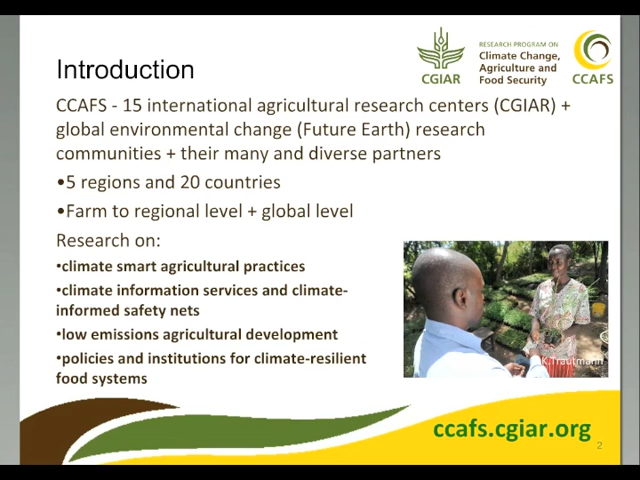 Introduction
CGIAR
RESEARCH PROGRAM ON
Climate Change,
Agriculture and
Food Security
CCAFS
CCAFS - 15 international agricultural research centers (CGIAR) +
global environmental change (Future Earth) research
communities + their many and diverse partners
•5 regions and 20 countries
•Farm to regional level + global level
Research on:
•climate smart agricultural practices
•climate information services and climate-
informed safety nets
•low emissions agricultural development
•policies and institutions for climate-resilient
food systems
K.Trautmann
ccafs.cgiar.org
2